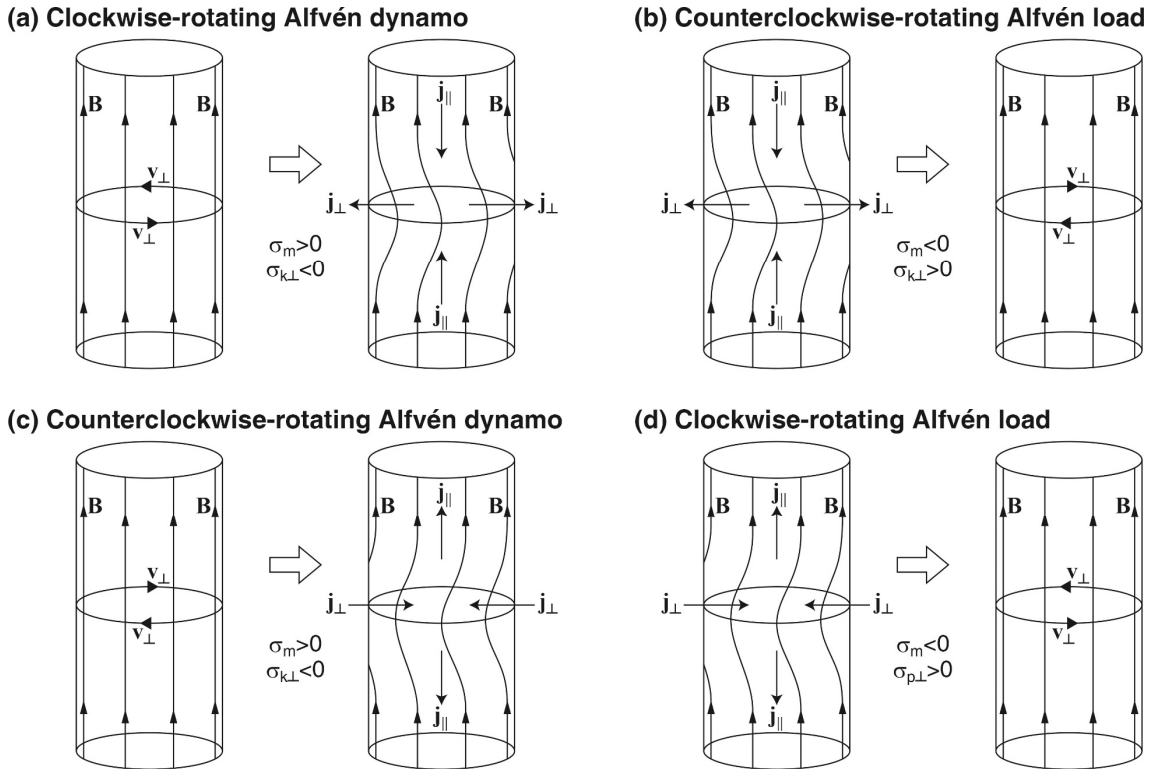 (a) Clockwise-rotating Alfvén dynamo
B
B
v⊥
v⊥
σm>0
σk⊥<0
B
B
j||
j⊥
j⊥
j||
(b) Counterclockwise-rotating Alfvén load
B
B
j||
j⊥
j⊥
j||
σm<0
σk⊥>0
B
B
v⊥
v⊥
(c) Counterclockwise-rotating Alfvén dynamo
B
B
v⊥
v⊥
σm>0
σk⊥<0
B
B
j||
j⊥
j⊥
j||
(d) Clockwise-rotating Alfvén load
B
B
j||
j⊥
j⊥
j||
σm<0
σp⊥>0
B
B
v⊥
v⊥